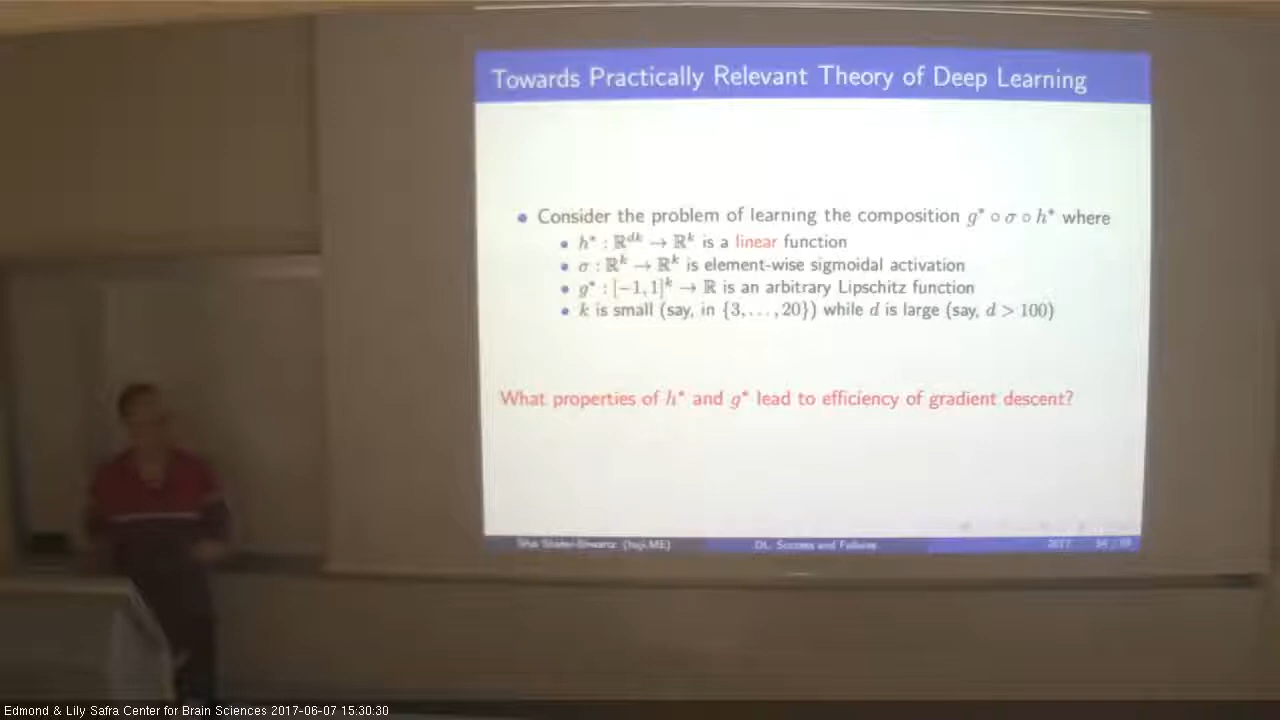 Towards Practically Relevant Theory of Deep Learning
• Consider the problem of learning the composition g* ∘ σ ∘ h* where
• h* : ℝ^{dk} → ℝ^k is a linear function
• σ : ℝ^k → ℝ^k is element-wise sigmoidal activation
• g* : [−1, 1]^k → ℝ is an arbitrary Lipschitz function
• k is small (say, in {3, . . . , 20}) while d is large (say, d > 100)
What properties of h* and g* lead to efficiency of gradient descent?
(huji,ME) DL, Success and Failures 2017
Edmond & Lily Safra Center for Brain Sciences 2017-06-07 15:30:30